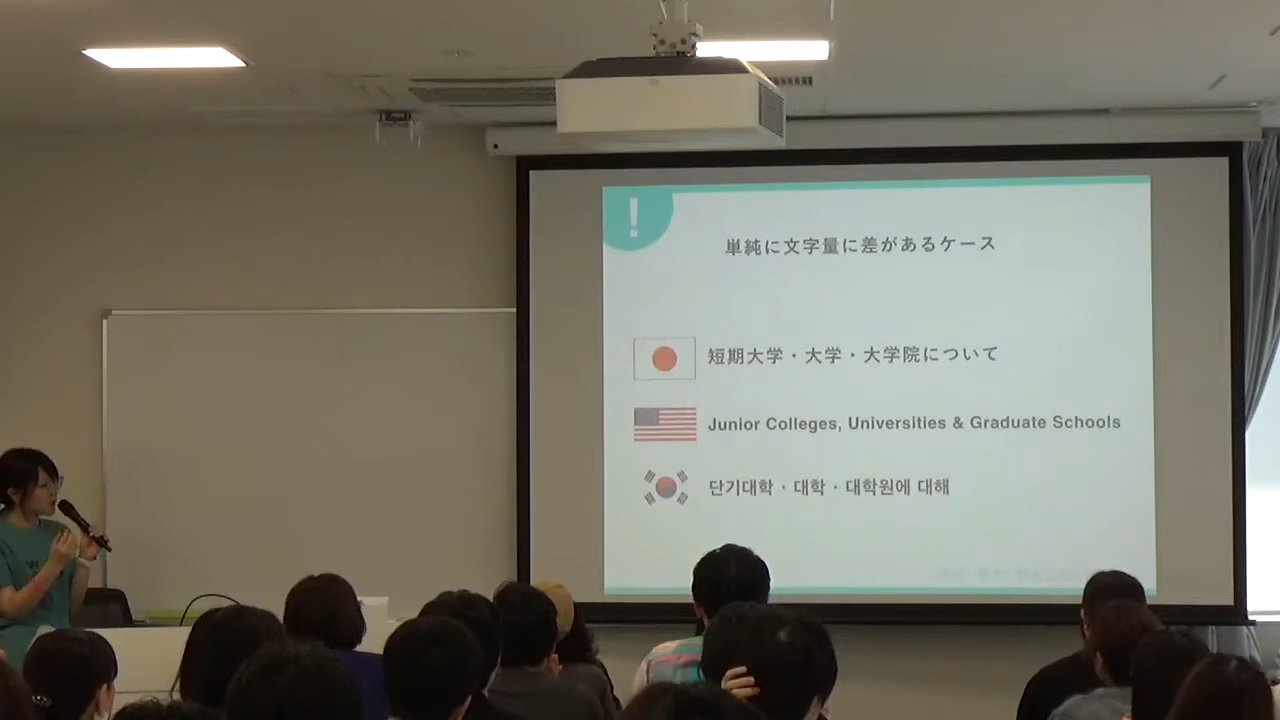 !
単純に文字量に差があるケース
短期大学・大学・大学院について
Junior Colleges, Universities & Graduate Schools
단기대학・대학・대학원에 대해